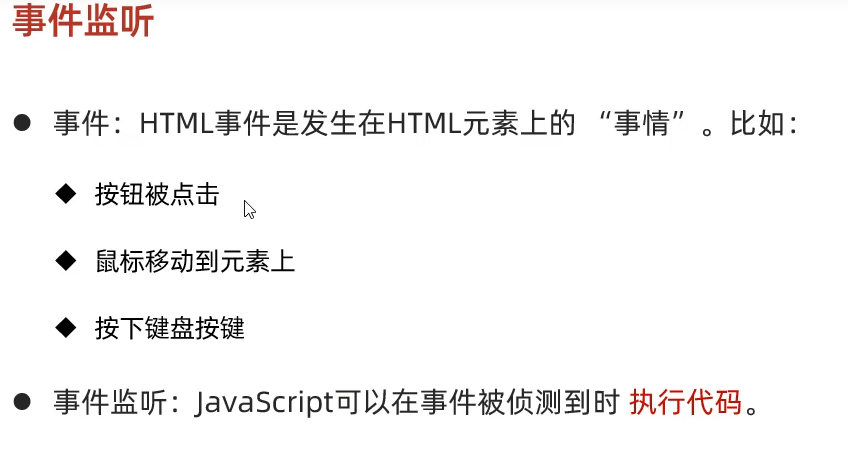 事件监听
● 事件：HTML事件是发生在HTML元素上的 “事情” 。比如：
◆ 按钮被点击
◆ 鼠标移动到元素上
◆ 按下键盘按键
● 事件监听：JavaScript可以在事件被侦测到时 执行代码。